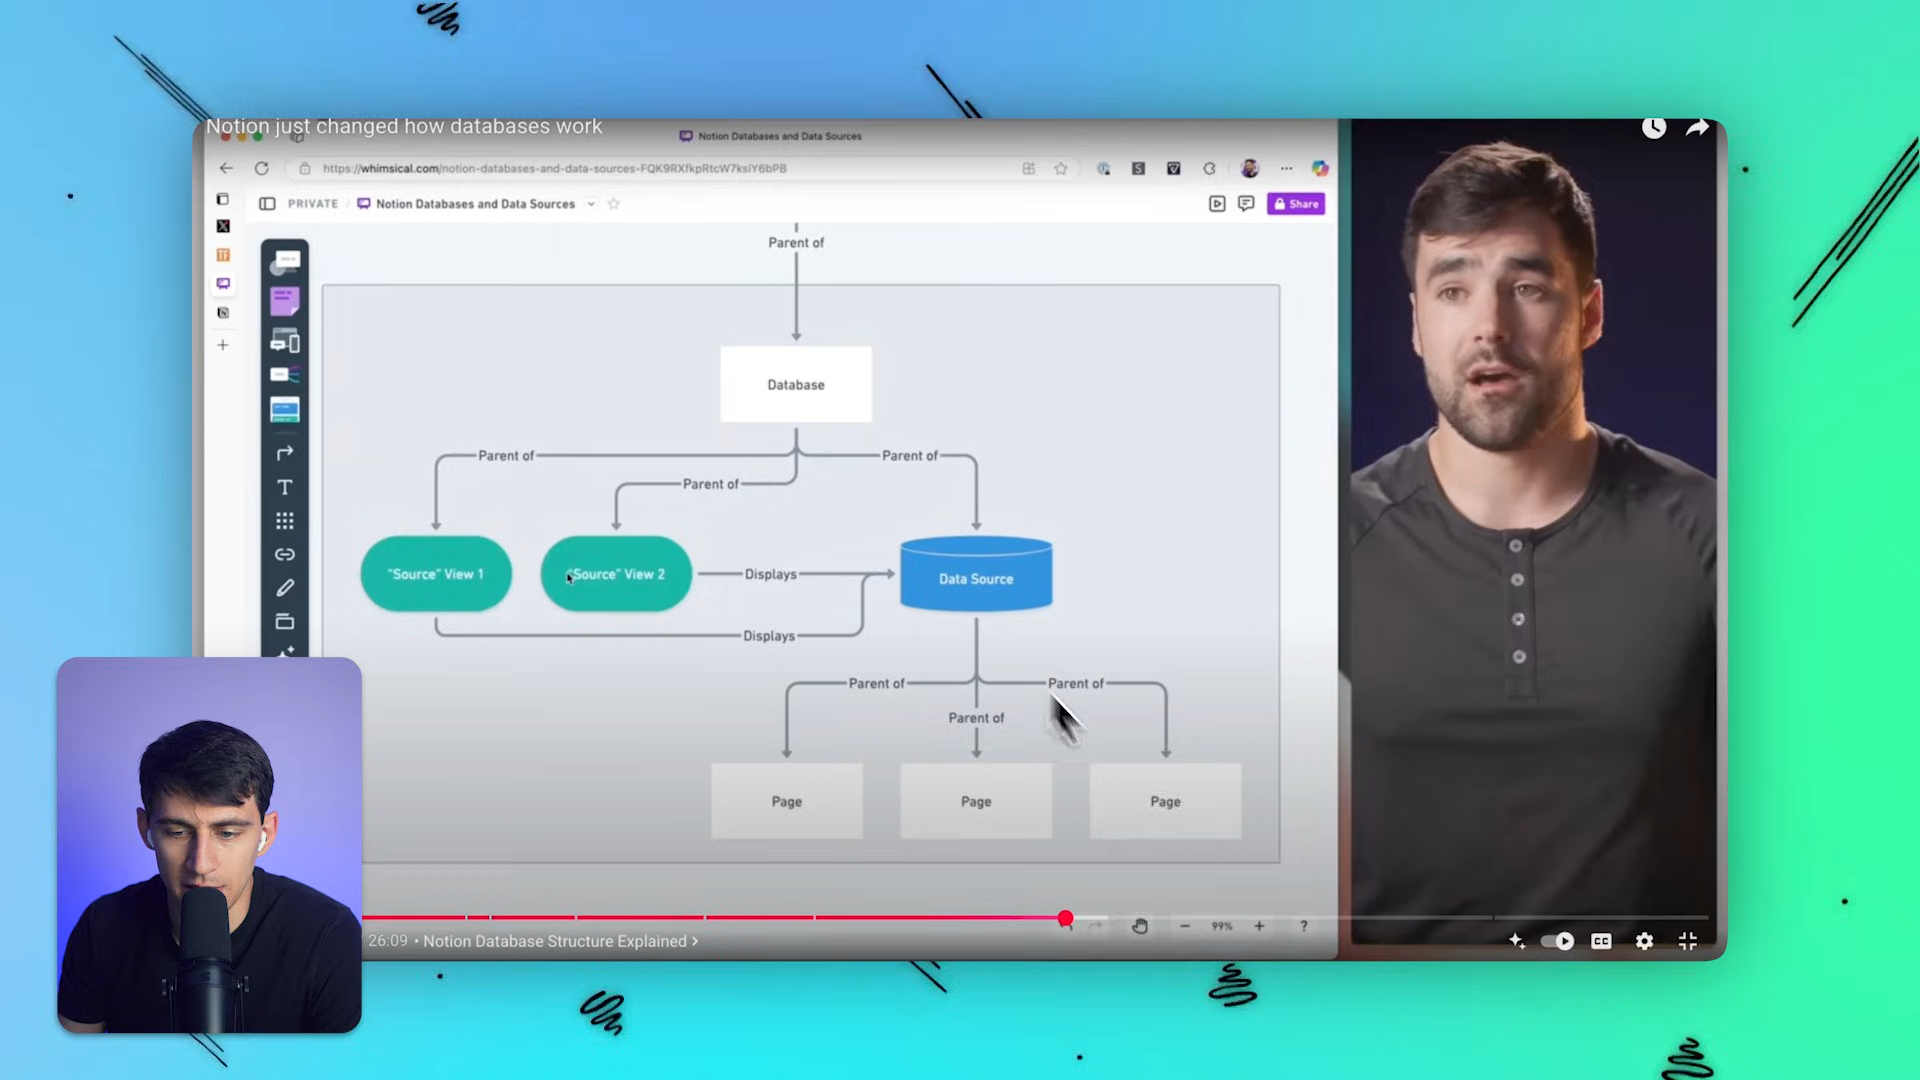 Notion just changed how databases work
Notion Databases and Data Sources
https://whimsical.com/notion-databases-and-data-sources-FQK9RXfkpRtcW7ksiY6bPB
PRIVATE / Notion Databases and Data Sources
Share
TF
Parent of
Database
Parent of
Parent of
Parent of
"Source" View 1
"Source" View 2
Displays
Data Source
Displays
Parent of
Parent of
Parent of
Page
Page
Page
T
99%
?
/ 26:09 • Notion Database Structure Explained >
CC